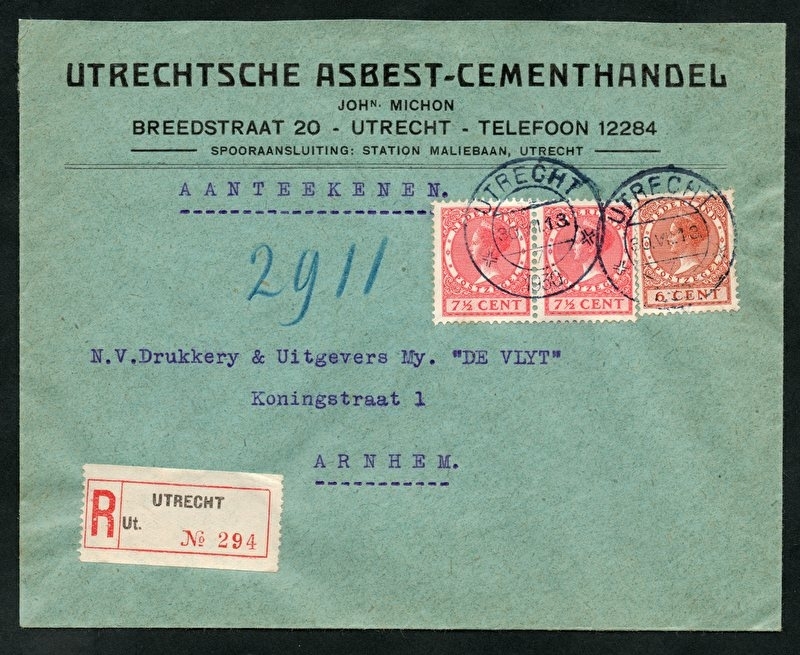 UTRECHTSCHE ASBEST-CEMENTHANDEL
JOHN. MICHON
BREEDSTRAAT 20 - UTRECHT - TELEFOON 12284
SPOORAANSLUITING: STATION MALIEBAAN, UTRECHT
AANTEEKENEN.
UTRECHT
1930
UTRECHT
7½ CENT
7½ CENT
6 CENT
2911
N.V.Drukkery & Uitgevers My. "DE VLYT"
Koningstraat 1
ARNHEM.
R
UTRECHT
Ut.
№ 294